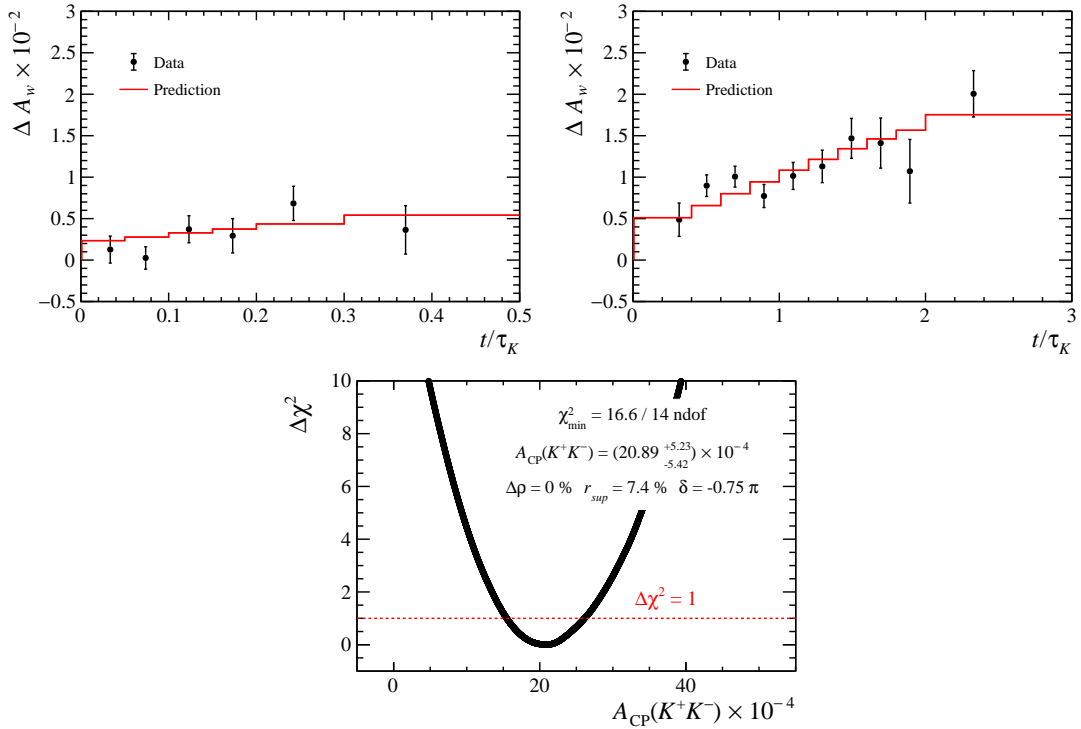 Δ A_w × 10⁻²
3
2.5
2
1.5
1
0.5
0
−0.5
Data
Prediction
0 0.1 0.2 0.3 0.4 0.5
t/τ_K
Δ A_w × 10⁻²
3
2.5
2
1.5
1
0.5
0
−0.5
Data
Prediction
0 1 2 3
t/τ_K
Δχ²
10
8
6
4
2
0
χ²_min = 16.6 / 14 ndof
A_CP(K⁺K⁻) = (20.89 +5.23 -5.42) × 10⁻⁴
Δρ = 0 % r_sup = 7.4 % δ = -0.75 π
Δχ² = 1
0 20 40
A_CP(K⁺K⁻) × 10⁻⁴